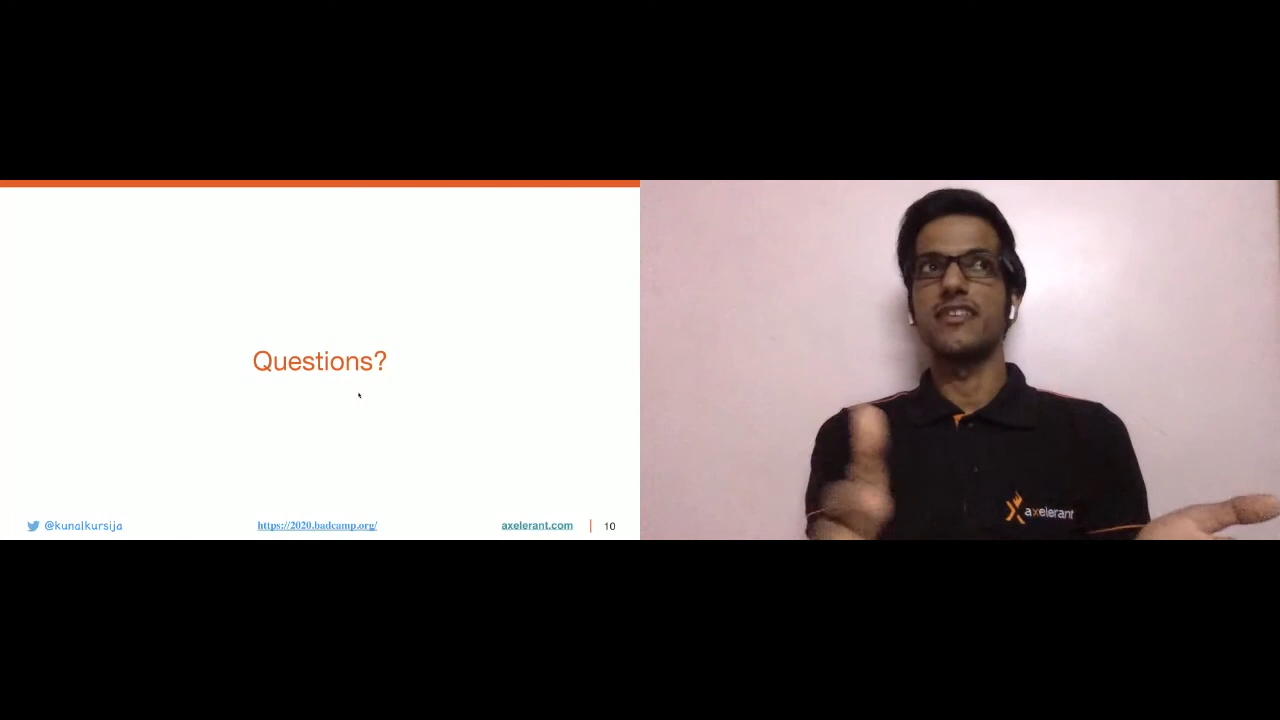 Questions?
@kunalkursija
https://2020.badcamp.org/
axelerant.com
10
axelerant